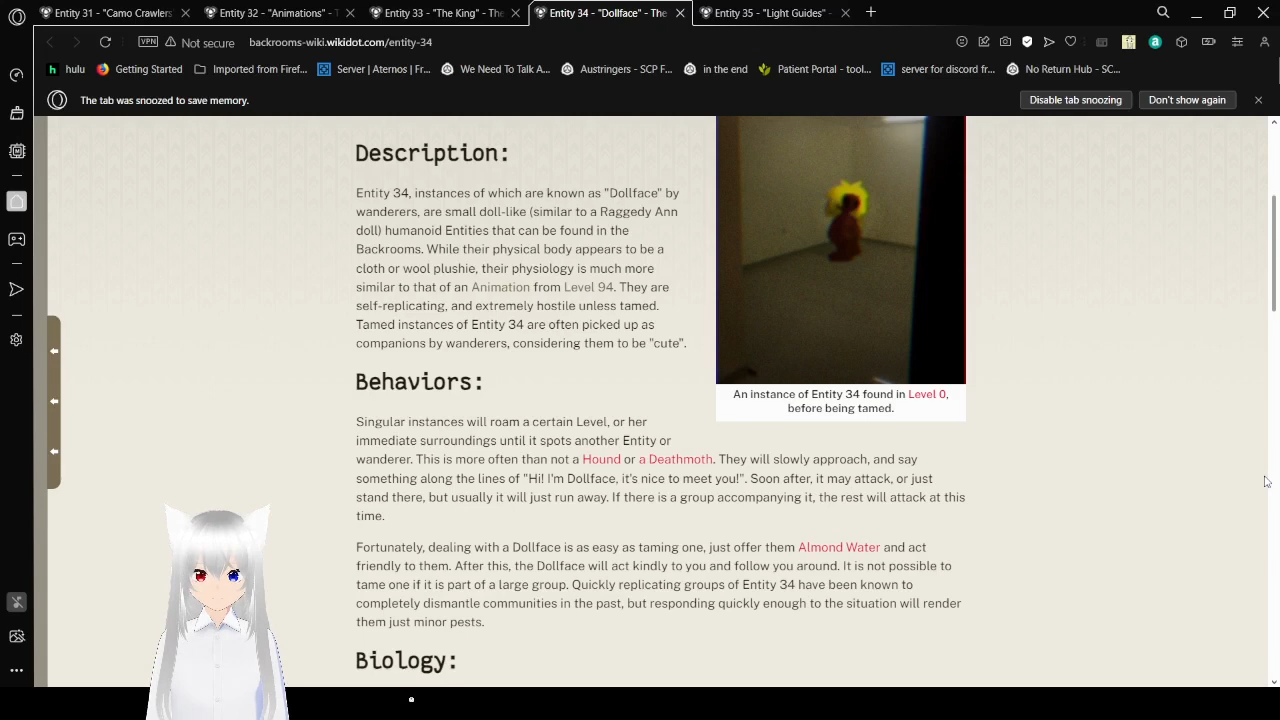 Entity 31 - "Camo Crawlers"
Entity 32 - "Animations" - T
Entity 33 - "The King" - The
Entity 34 - "Dollface" - The
Entity 35 - "Light Guides" -
VPN
Not secure
backrooms-wiki.wikidot.com/entity-34
hulu
Getting Started
Imported from Firef...
Server | Aternos | Fr...
We Need To Talk A...
Austringers - SCP F...
in the end
Patient Portal - tool...
server for discord fr...
No Return Hub - SC...
The tab was snoozed to save memory.
Disable tab snoozing
Don't show again
Description:
Entity 34, instances of which are known as "Dollface" by
wanderers, are small doll-like (similar to a Raggedy Ann
doll) humanoid Entities that can be found in the
Backrooms. While their physical body appears to be a
cloth or wool plushie, their physiology is much more
similar to that of an Animation from Level 94. They are
self-replicating, and extremely hostile unless tamed.
Tamed instances of Entity 34 are often picked up as
companions by wanderers, considering them to be "cute".
An instance of Entity 34 found in Level 0,
before being tamed.
Behaviors:
Singular instances will roam a certain Level, or her
immediate surroundings until it spots another Entity or
wanderer. This is more often than not a Hound or a Deathmoth. They will slowly approach, and say
something along the lines of "Hi! I'm Dollface, it's nice to meet you!". Soon after, it may attack, or just
stand there, but usually it will just run away. If there is a group accompanying it, the rest will attack at this
time.
Fortunately, dealing with a Dollface is as easy as taming one, just offer them Almond Water and act
friendly to them. After this, the Dollface will act kindly to you and follow you around. It is not possible to
tame one if it is part of a large group. Quickly replicating groups of Entity 34 have been known to
completely dismantle communities in the past, but responding quickly enough to the situation will render
them just minor pests.
Biology: